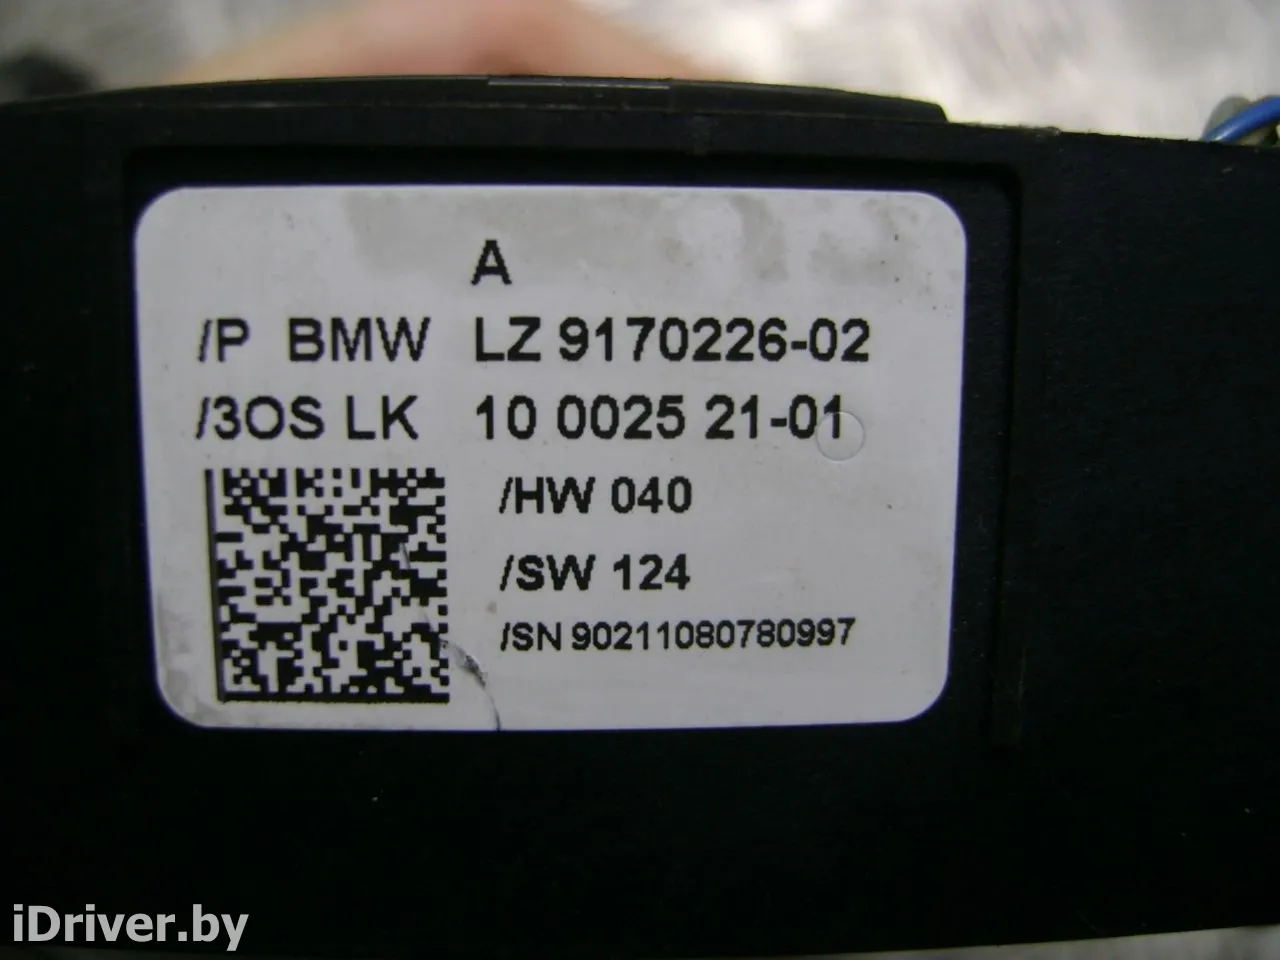 A
/P BMW LZ 9170226-02
/3OS LK 10 0025 21-01
/HW 040
/SW 124
/SN 90211080780997
iDriver.by